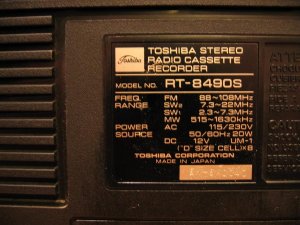 Toshiba
TOSHIBA STEREO
RADIO CASSETTE
RECORDER
MODEL NO. RT-8490S
FREQ. RANGE FM 88~108MHz
SW2 7.3~22MHz
SW1 2.3~7.3MHz
MW 515~1630kHz
POWER SOURCE AC 115/230V
50/60Hz 20W
DC 12V UM-1
("D" SIZE CELL)×8
TOSHIBA CORPORATION
MADE IN JAPAN